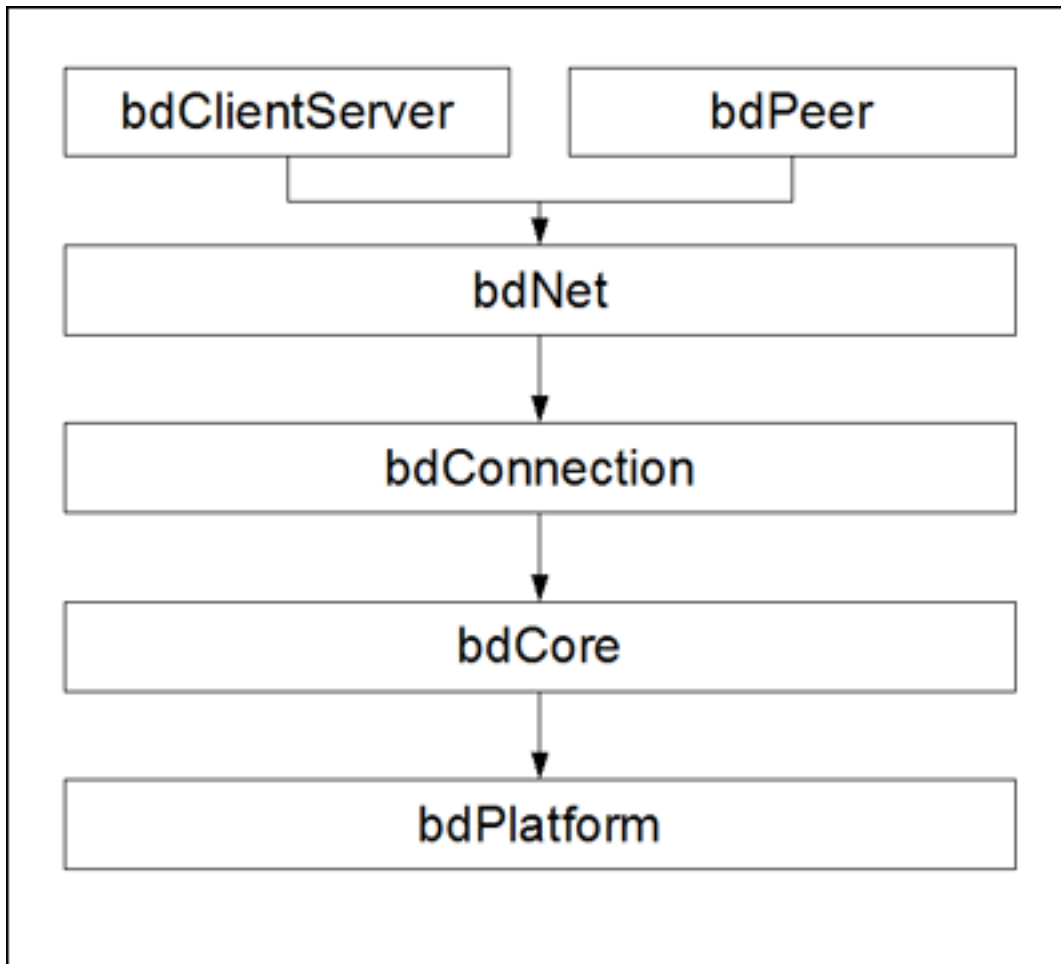 bdClientServer
bdPeer
bdNet
bdConnection
bdCore
bdPlatform